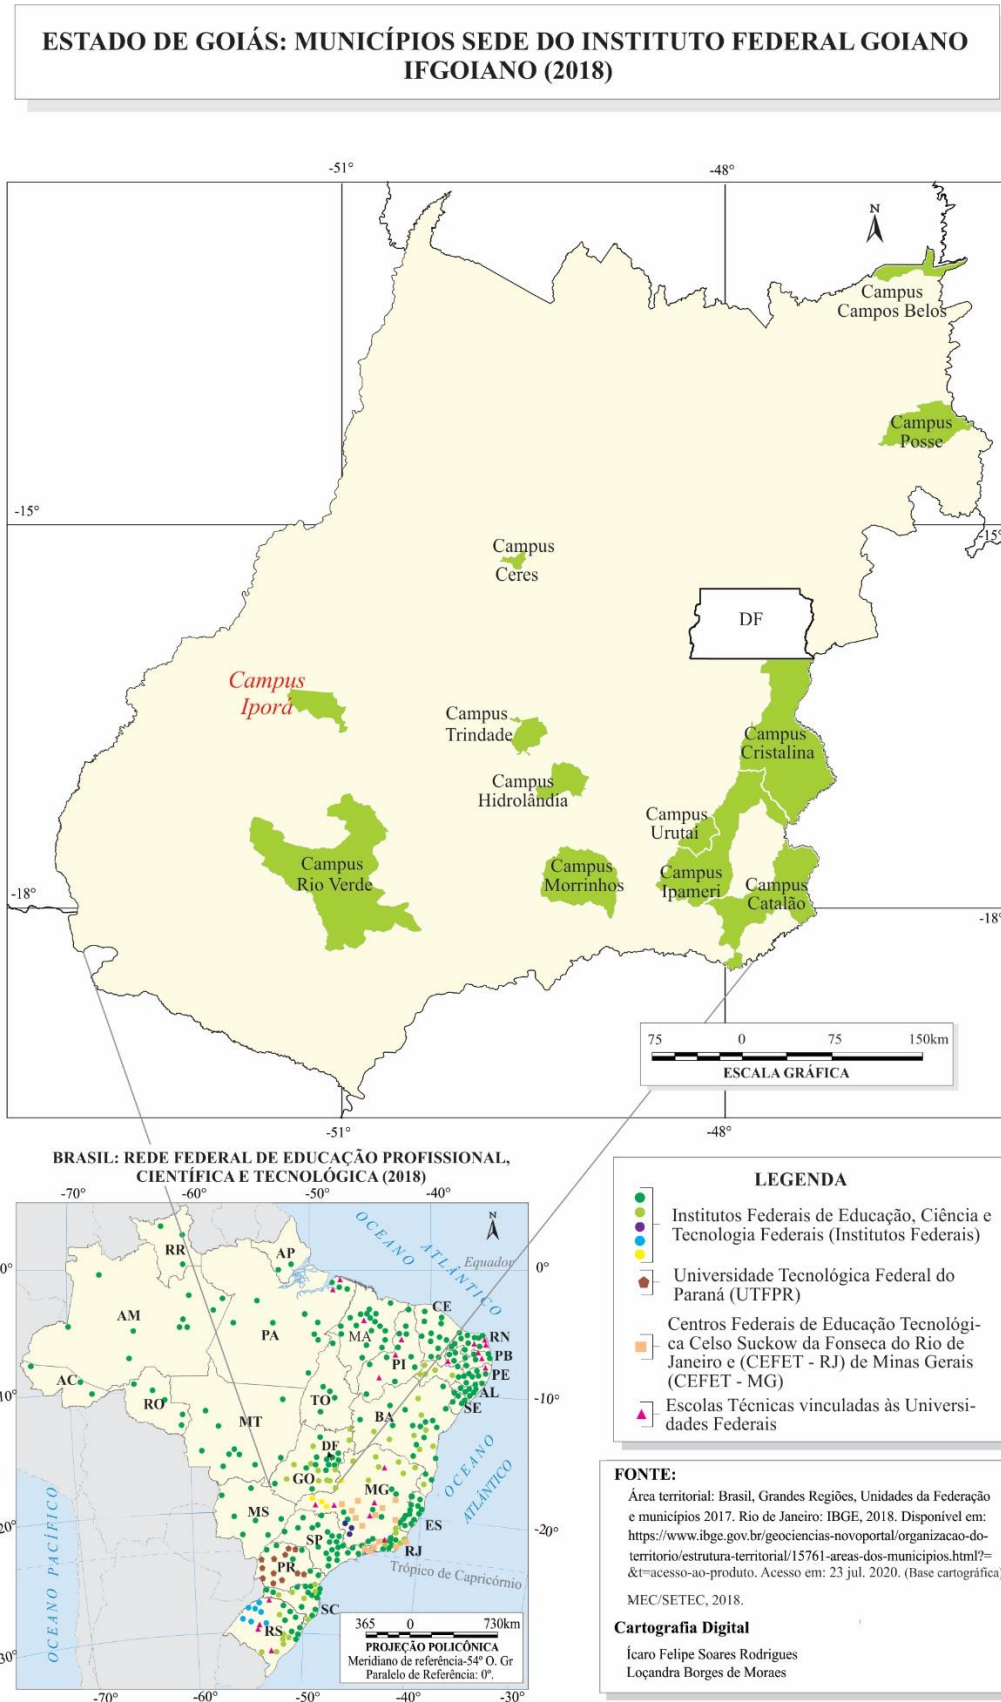 ESTADO DE GOIÁS: MUNICÍPIOS SEDE DO INSTITUTO FEDERAL GOIANO
IFGOIANO (2018)
-51°
-48°
N
Campus
Campos Belos
Campus
Posse
-15°
-15°
Campus
Ceres
DF
Campus
Iporá
Campus
Trindade
Campus
Cristalina
Campus
Hidrolândia
Campus
Urutaí
Campus
Rio Verde
Campus
Morrinhos
Campus
Ipameri
Campus
Catalão
-18°
-18°
75 0 75 150km
ESCALA GRÁFICA
-51°
-48°
BRASIL: REDE FEDERAL DE EDUCAÇÃO PROFISSIONAL,
CIENTÍFICA E TECNOLÓGICA (2018)
-70° -60° -50° -40°
N
OCEANO ATLÂNTICO
Equador
RR
AP
0°
0°
AM
PA
MA
CE
RN
PB
PE
AL
SE
PI
AC
RO
TO
BA
MT
10°
-10°
DF
GO
MG
MS
ES
SP
RJ
PR
SC
RS
OCEANO ATLÂNTICO
OCEANO PACÍFICO
20°
-20°
Trópico de Capricórnio
30°
365 0 730km
PROJEÇÃO POLICÔNICA
Meridiano de referência-54º O. Gr
Paralelo de Referência: 0º.
-70° -60° -50° -40° -30°
LEGENDA
Institutos Federais de Educação, Ciência e
Tecnologia Federais (Institutos Federais)
Universidade Tecnológica Federal do
Paraná (UTFPR)
Centros Federais de Educação Tecnológi-
ca Celso Suckow da Fonseca do Rio de
Janeiro e (CEFET - RJ) de Minas Gerais
(CEFET - MG)
Escolas Técnicas vinculadas às Universi-
dades Federais
FONTE:
Área territorial: Brasil, Grandes Regiões, Unidades da Federação
e municípios 2017. Rio de Janeiro: IBGE, 2018. Disponível em:
https://www.ibge.gov.br/geociencias-novoportal/organizacao-do-
territorio/estrutura-territorial/15761-areas-dos-municipios.html?=
&t=acesso-ao-produto. Acesso em: 23 jul. 2020. (Base cartográfica)
MEC/SETEC, 2018.
Cartografia Digital
Ícaro Felipe Soares Rodrigues
Loçandra Borges de Moraes